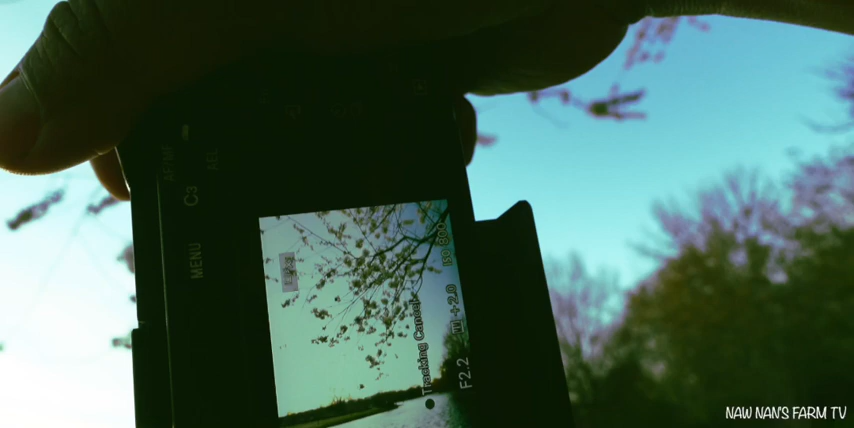 AF/MF
AEL
C3
MENU
Tracking Cancel
ISO 800
+2.0
F2.2
NAW NAN'S FARM TV